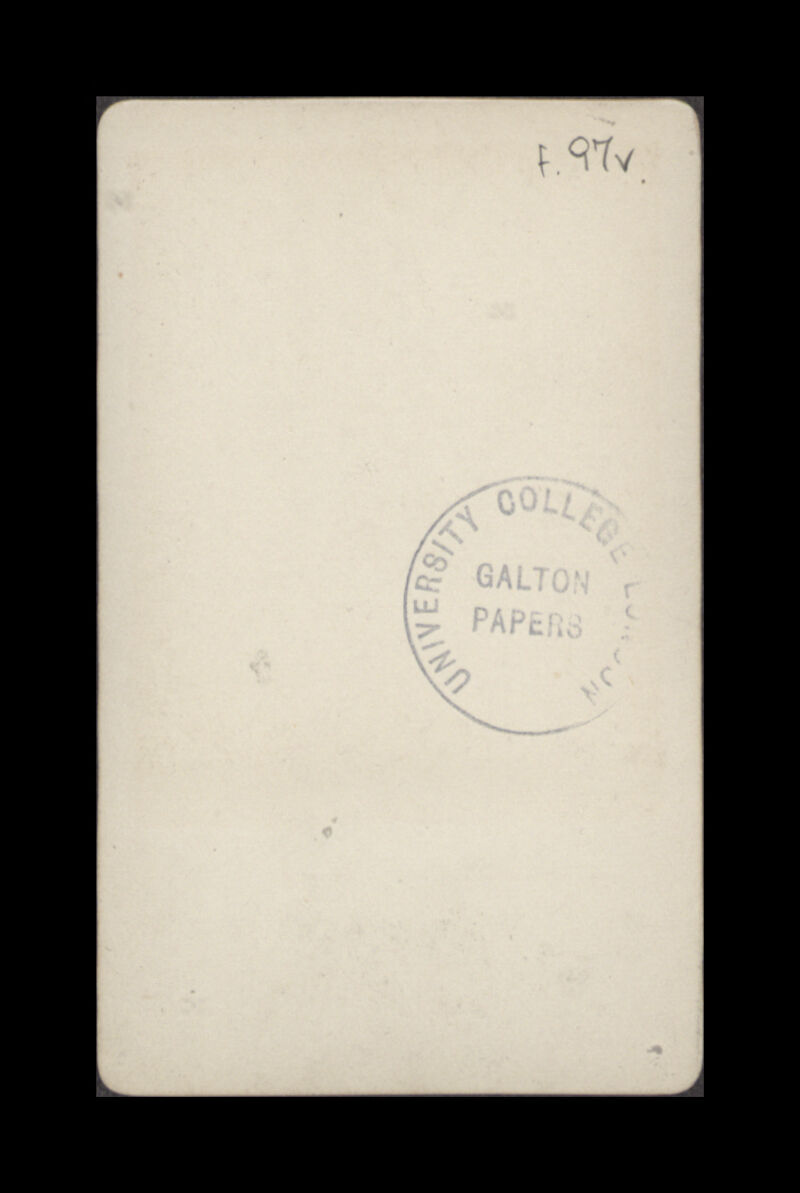 f. 97v.
UNIVERSITY COLLEGE LONDON
GALTON
PAPERS